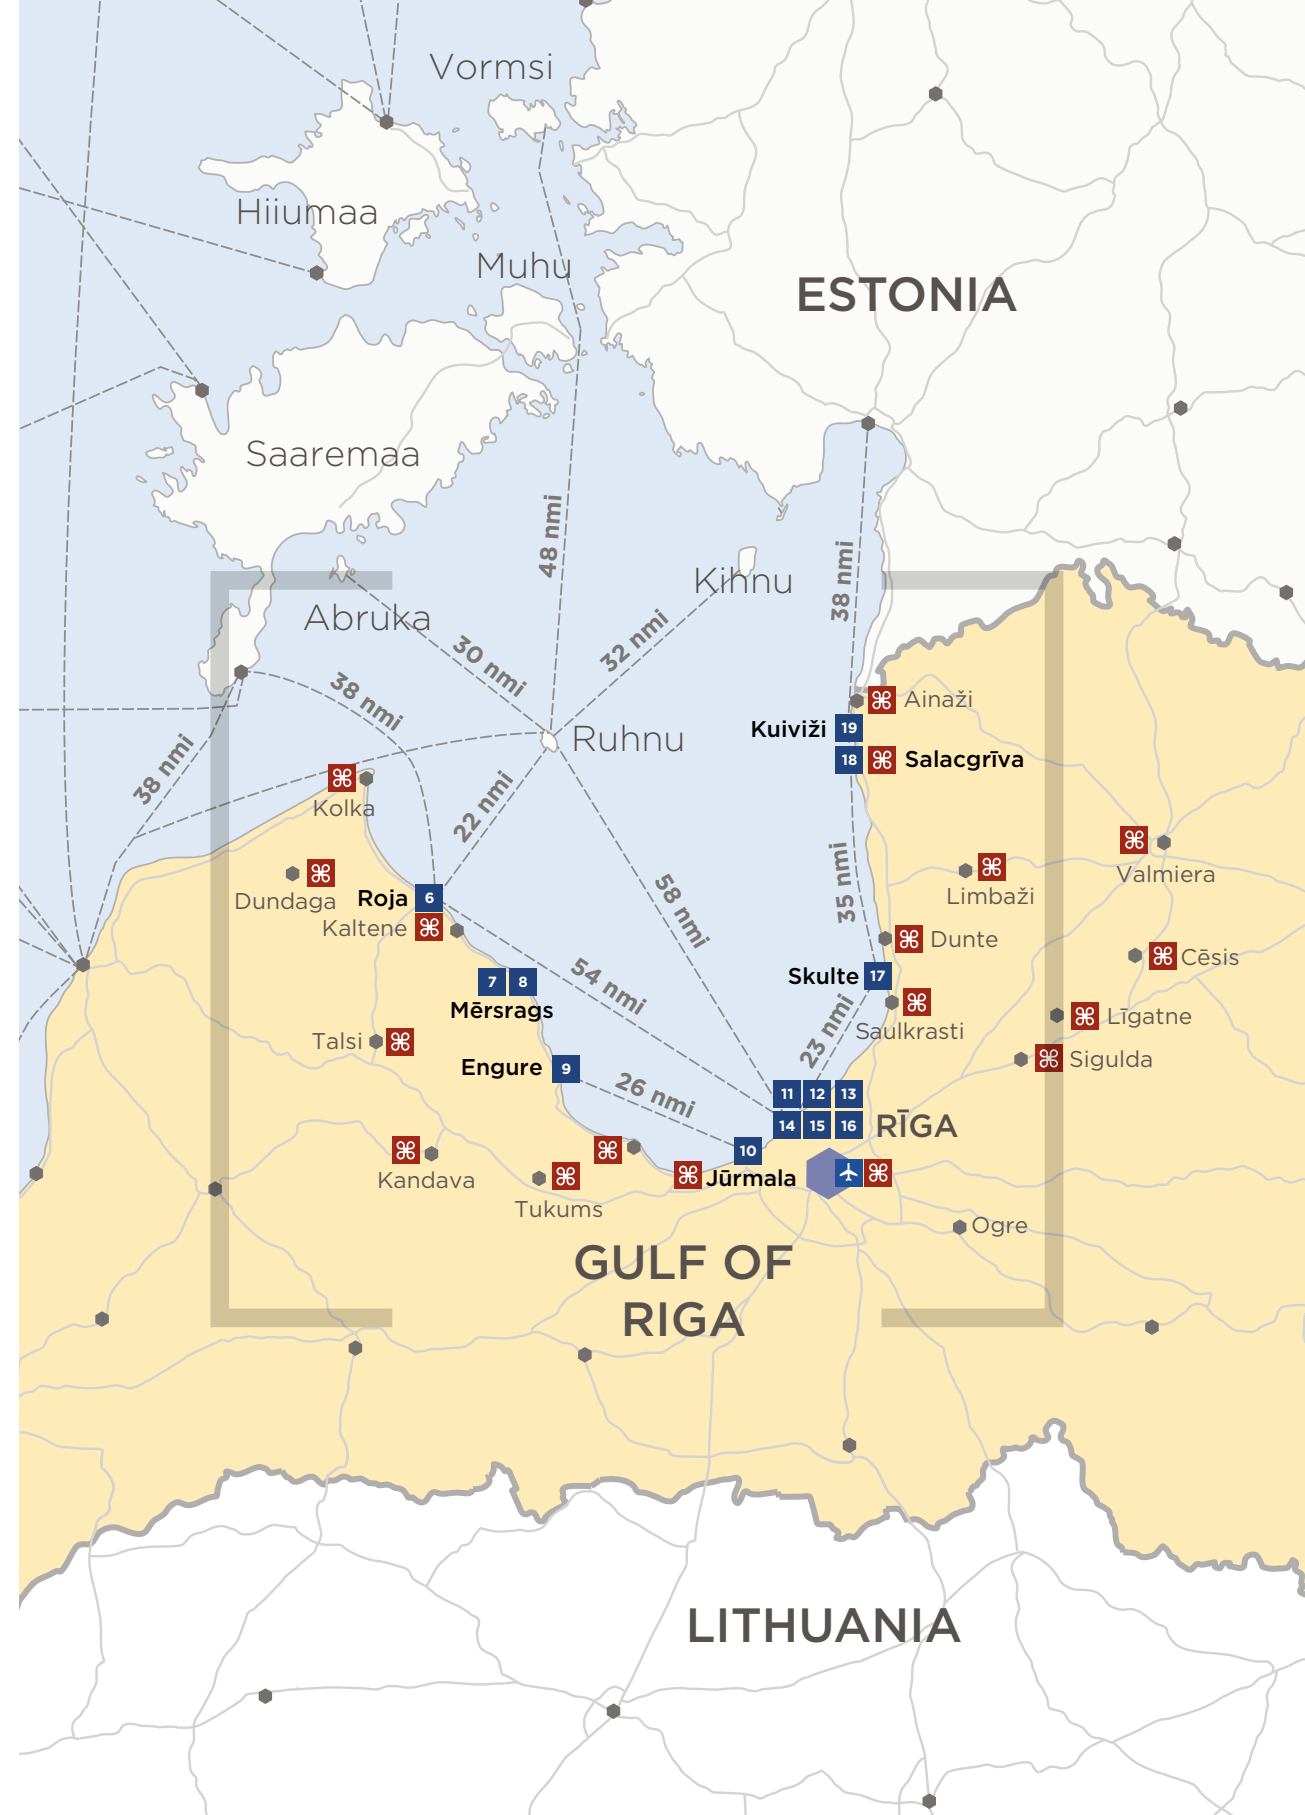 Vormsi
Hiiumaa
Muhu
ESTONIA
Saaremaa
48 nmi
38 nmi
Kihnu
Abruka
30 nmi
32 nmi
38 nmi
Ainaži
Kuiviži 19
Ruhnu
18 Salacgrīva
38 nmi
Kolka
22 nmi
Valmiera
35 nmi
Limbaži
Dundaga
Roja 6
58 nmi
Kaltene
Dunte
Cēsis
54 nmi
Skulte 17
7 8
Mērsrags
Līgatne
23 nmi
Saulkrasti
Talsi
Sigulda
Engure 9
26 nmi
11 12 13
14 15 16 RĪGA
10
Jūrmala
Kandava
Tukums
Ogre
GULF OF
RIGA
LITHUANIA